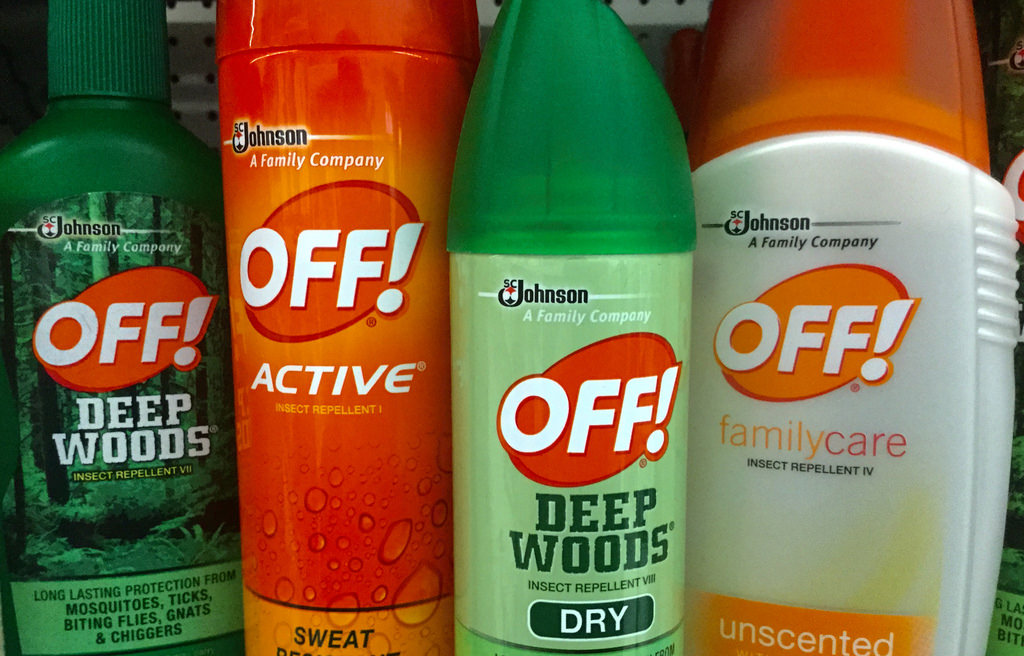 SC Johnson
A Family Company
OFF!
DEEP
WOODS®
INSECT REPELLENT VII
LONG LASTING PROTECTION FROM
MOSQUITOES, TICKS,
BITING FLIES, GNATS
& CHIGGERS
SC Johnson
A Family Company
OFF!®
ACTIVE®
INSECT REPELLENT I
SWEAT
SC Johnson
A Family Company
OFF!®
DEEP
WOODS®
INSECT REPELLENT VIII
DRY
SC Johnson
A Family Company
OFF!®
familycare
INSECT REPELLENT IV
unscented